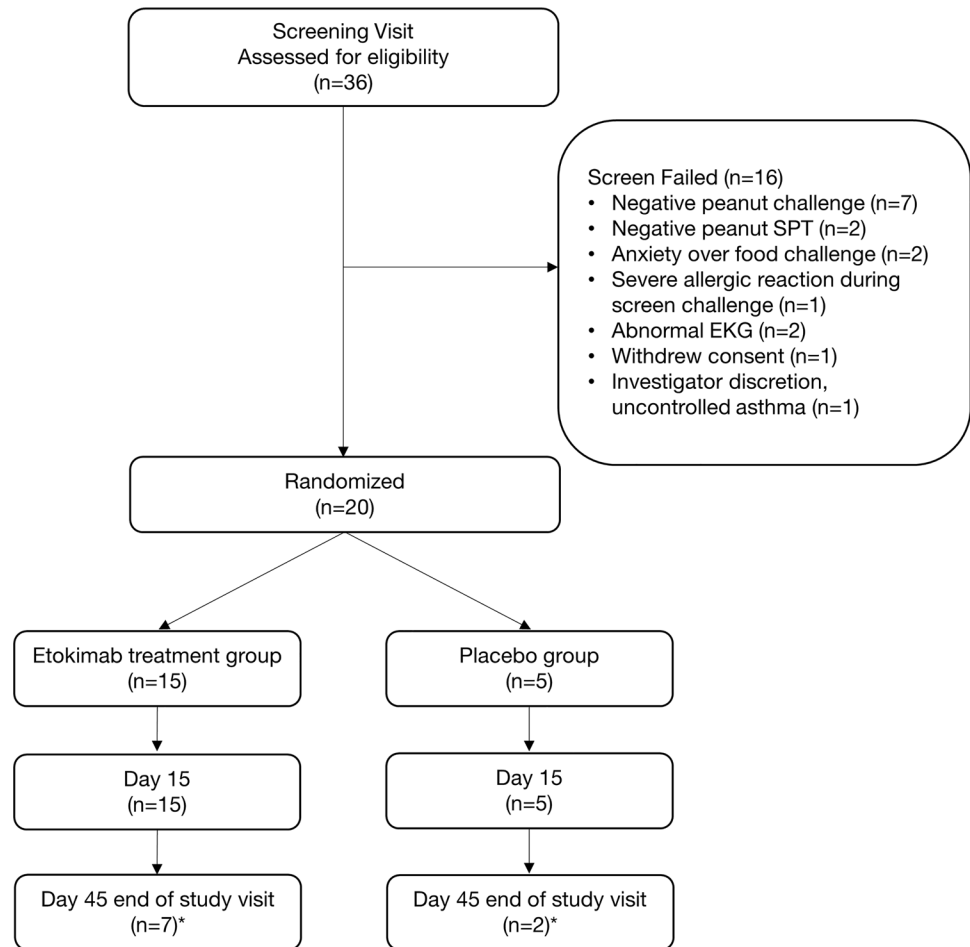 Screening Visit
Assessed for eligibility
(n=36)
Screen Failed (n=16)
• Negative peanut challenge (n=7)
• Negative peanut SPT (n=2)
• Anxiety over food challenge (n=2)
• Severe allergic reaction during
screen challenge (n=1)
• Abnormal EKG (n=2)
• Withdrew consent (n=1)
• Investigator discretion,
uncontrolled asthma (n=1)
Randomized
(n=20)
Etokimab treatment group
(n=15)
Placebo group
(n=5)
Day 15
(n=15)
Day 15
(n=5)
Day 45 end of study visit
(n=7)*
Day 45 end of study visit
(n=2)*